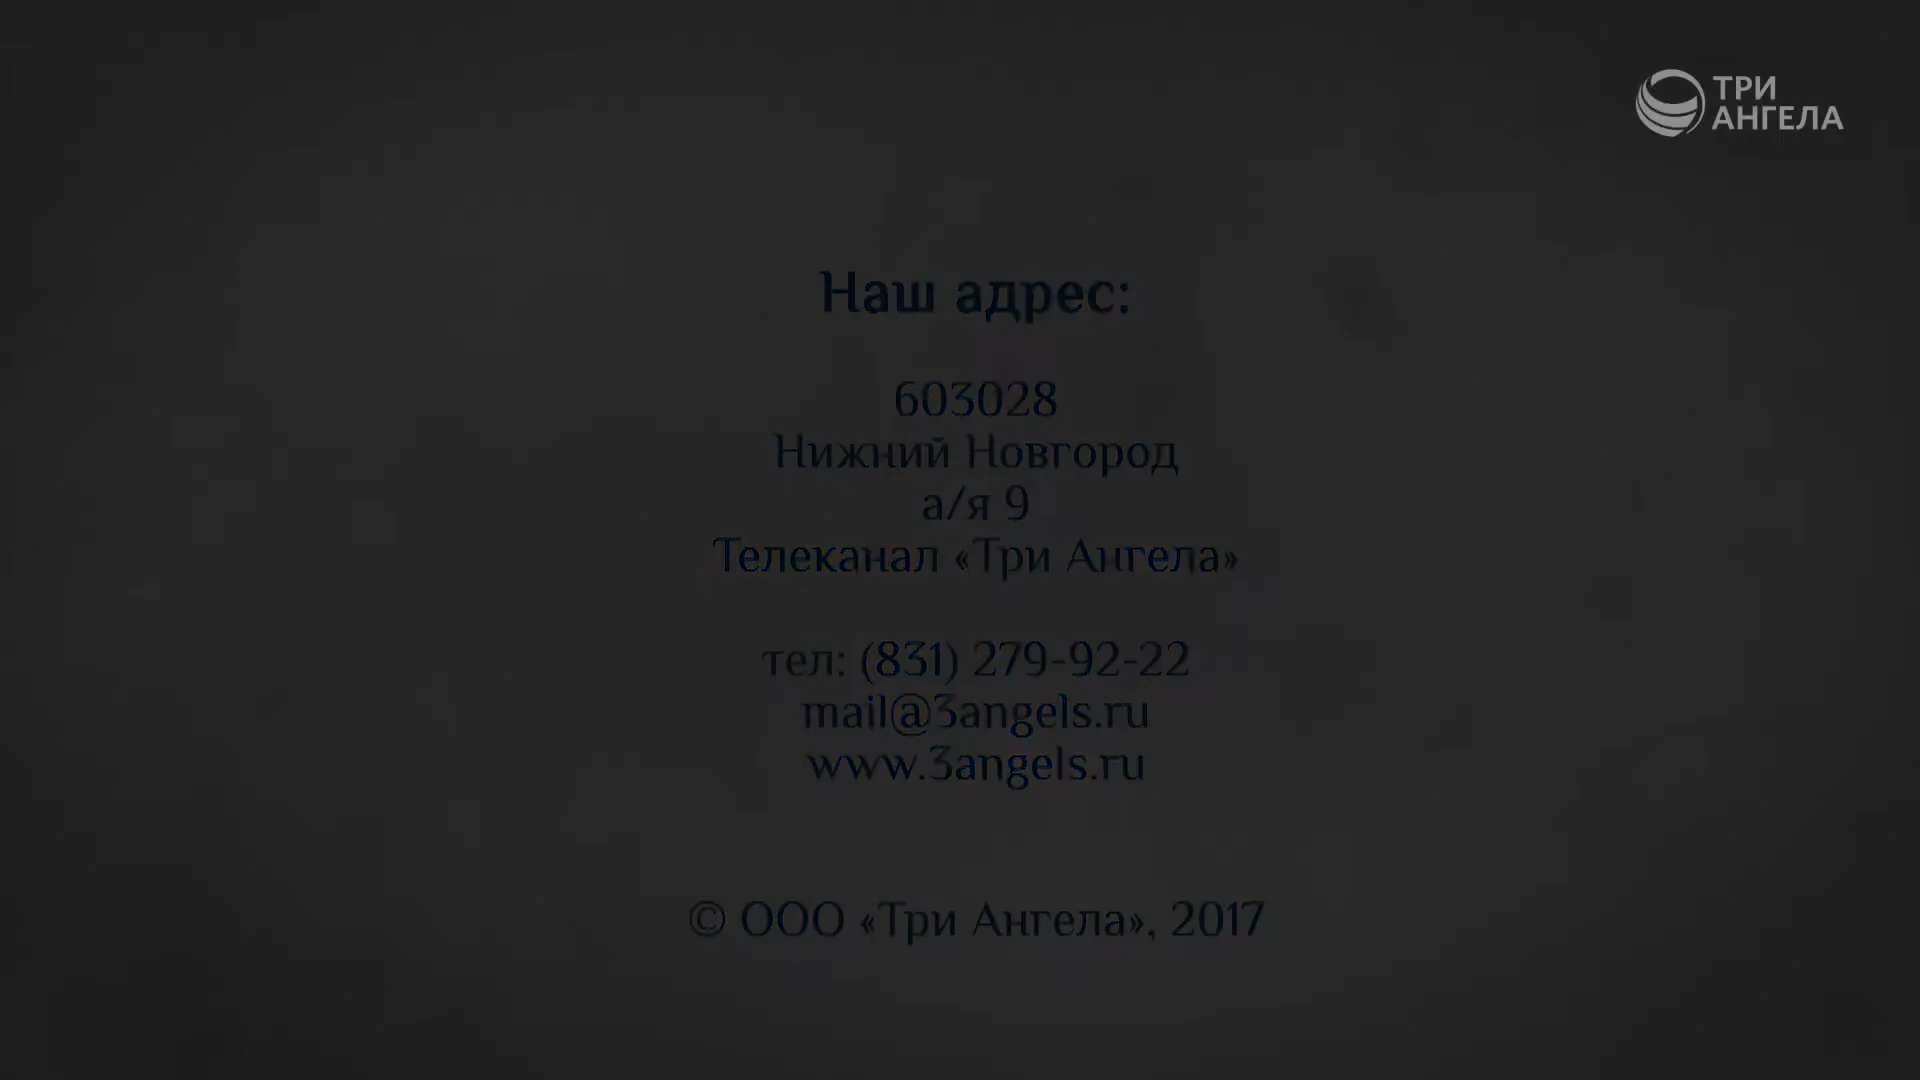 ТРИ
АНГЕЛА
Наш адрес:
603028
Нижний Новгород
а/я 9
Телеканал «Три Ангела»
тел: (831) 279-92-22
mail@3angels.ru
www.3angels.ru
© ООО «Три Ангела», 2017